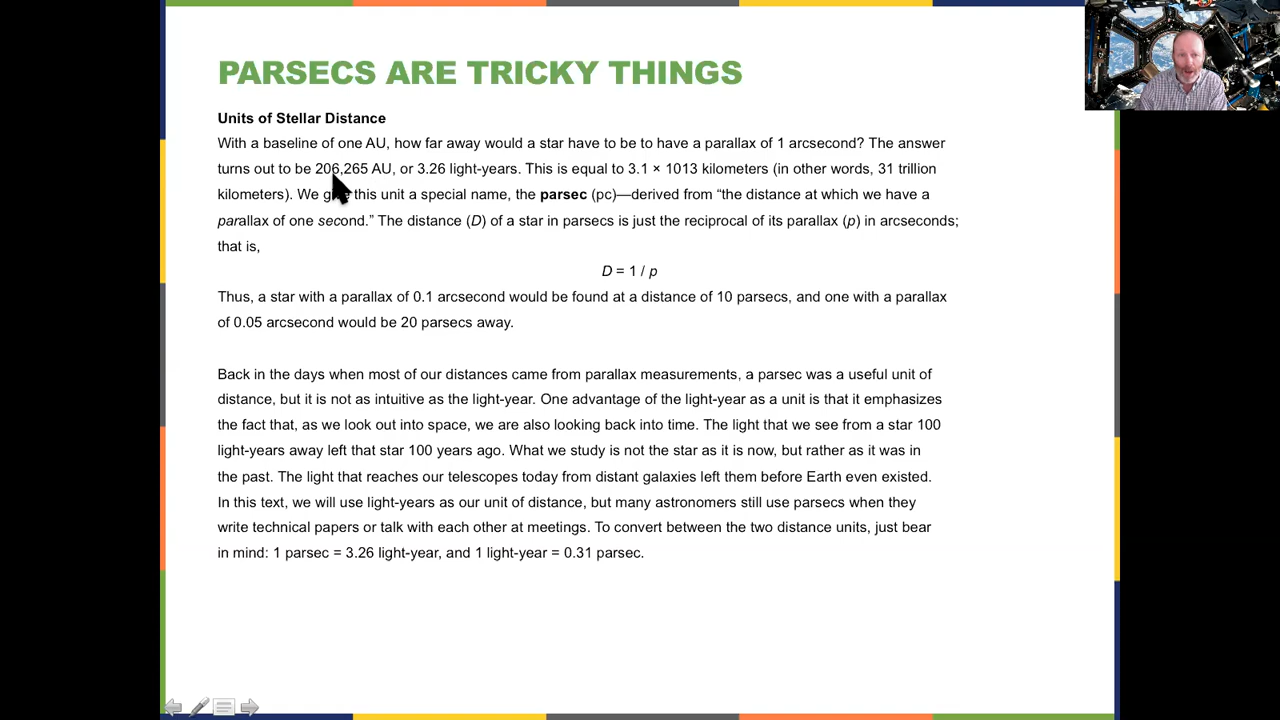 PARSECS ARE TRICKY THINGS
Units of Stellar Distance
With a baseline of one AU, how far away would a star have to be to have a parallax of 1 arcsecond? The answer
turns out to be 206,265 AU, or 3.26 light-years. This is equal to 3.1 × 1013 kilometers (in other words, 31 trillion
kilometers). We give this unit a special name, the parsec (pc)—derived from “the distance at which we have a
parallax of one second.” The distance (D) of a star in parsecs is just the reciprocal of its parallax (p) in arcseconds;
that is,
D = 1 / p
Thus, a star with a parallax of 0.1 arcsecond would be found at a distance of 10 parsecs, and one with a parallax
of 0.05 arcsecond would be 20 parsecs away.
Back in the days when most of our distances came from parallax measurements, a parsec was a useful unit of
distance, but it is not as intuitive as the light-year. One advantage of the light-year as a unit is that it emphasizes
the fact that, as we look out into space, we are also looking back into time. The light that we see from a star 100
light-years away left that star 100 years ago. What we study is not the star as it is now, but rather as it was in
the past. The light that reaches our telescopes today from distant galaxies left them before Earth even existed.
In this text, we will use light-years as our unit of distance, but many astronomers still use parsecs when they
write technical papers or talk with each other at meetings. To convert between the two distance units, just bear
in mind: 1 parsec = 3.26 light-year, and 1 light-year = 0.31 parsec.